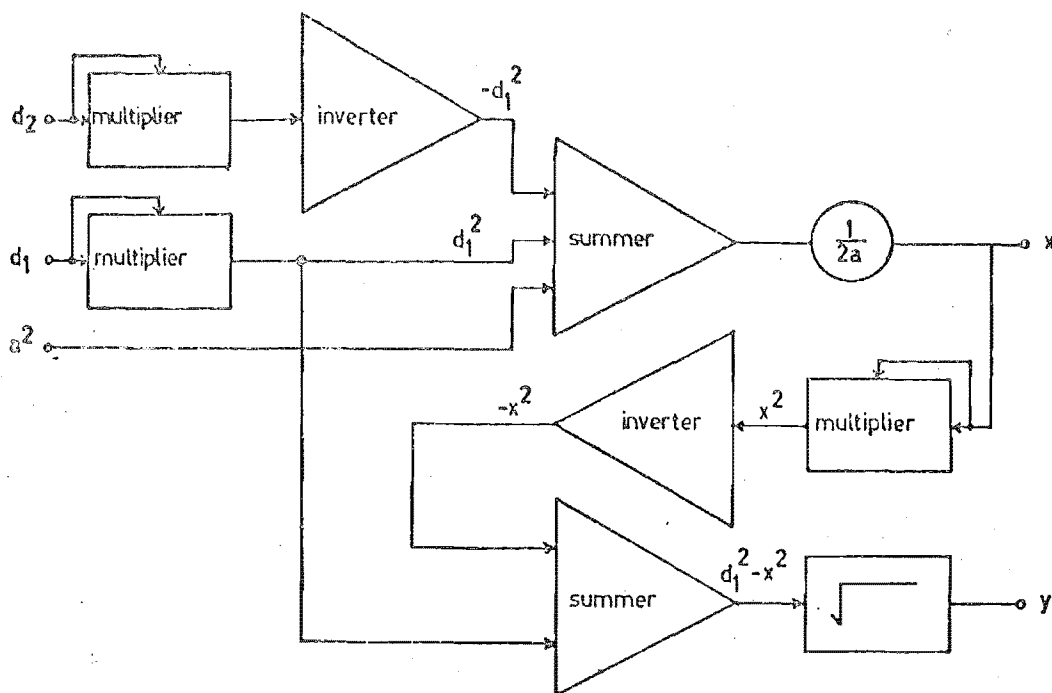 d₂
multiplier
inverter
-d₁²
d₁
multiplier
d₁²
summer
1/2a
x
a²
-x²
inverter
x²
multiplier
summer
d₁²-x²
√
y